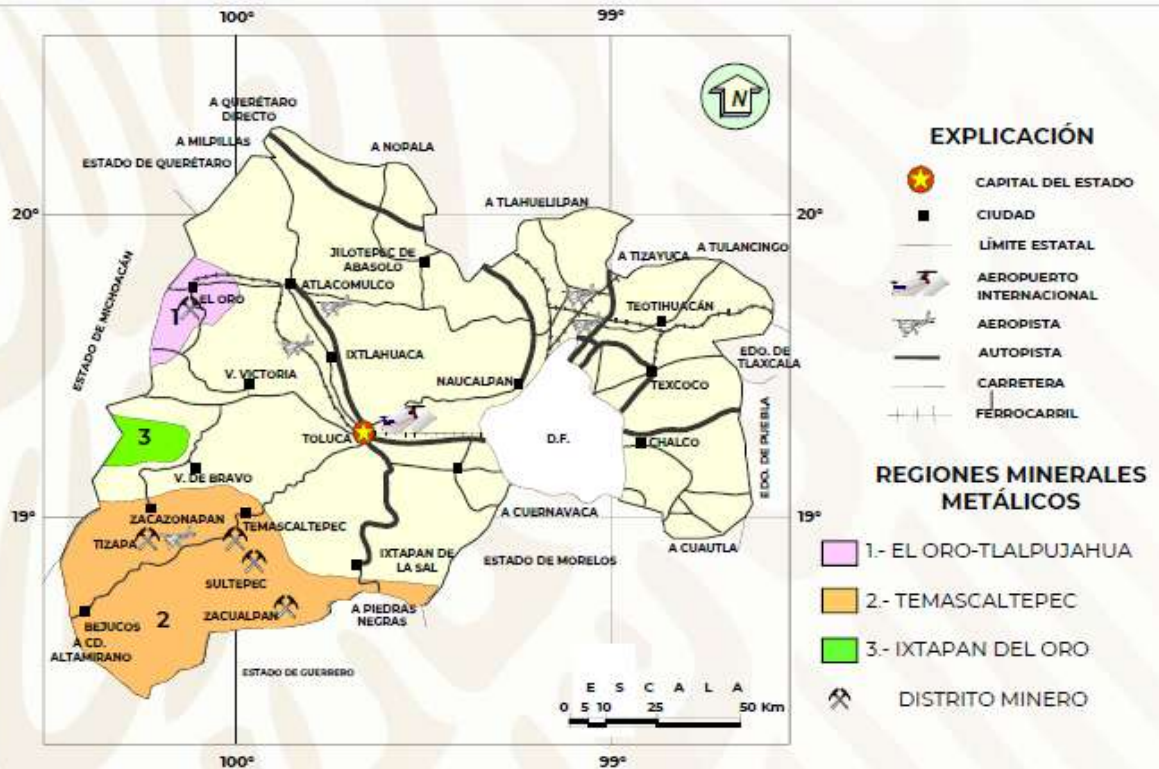 100°
99°
A QUERÉTARO
DIRECTO
A MILPILLAS
A NOPALA
ESTADO DE QUERÉTARO
N
20°
20°
A TLAHUELILPAN
A TIZAYUCA
A TULANCINGO
JILOTEPEC DE
ABASOLO
ESTADO DE MICHOACÁN
ATLACOMULCO
EL ORO
1
TEOTIHUACÁN
IXTLAHUACA
EDO. DE
TLAXCALA
V. VICTORIA
NAUCALPAN
TEXCOCO
3
TOLUCA
D.F.
CHALCO
EDO. DE PUEBLA
V. DE BRAVO
19°
19°
ZACAZONAPAN
TEMASCALTEPEC
A CUERNAVACA
TIZAPA
A CUAUTLA
IXTAPAN DE
LA SAL
ESTADO DE MORELOS
SULTEPEC
2
ZACUALPAN
A PIEDRAS
NEGRAS
BEJUCOS
A CD.
ALTAMIRANO
ESTADO DE GUERRERO
E S C A L A
0 5 10 25 50 Km
100°
99°
EXPLICACIÓN
CAPITAL DEL ESTADO
CIUDAD
LÍMITE ESTATAL
AEROPUERTO
INTERNACIONAL
AEROPISTA
AUTOPISTA
CARRETERA
FERROCARRIL
REGIONES MINERALES
METÁLICOS
1.- EL ORO-TLALPUJAHUA
2.- TEMASCALTEPEC
3.- IXTAPAN DEL ORO
DISTRITO MINERO